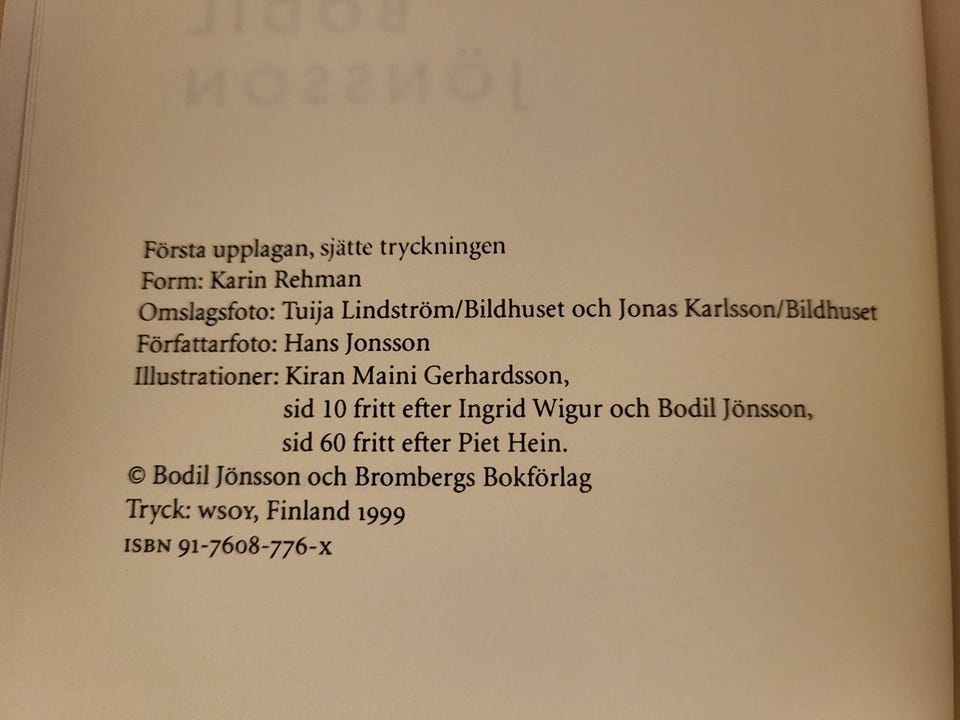 BODIL
JÖNSSON
Första upplagan, sjätte tryckningen
Form: Karin Rehman
Omslagsfoto: Tuija Lindström/Bildhuset och Jonas Karlsson/Bildhuset
Författarfoto: Hans Jonsson
Illustrationer: Kiran Maini Gerhardsson,
sid 10 fritt efter Ingrid Wigur och Bodil Jönsson,
sid 60 fritt efter Piet Hein.
© Bodil Jönsson och Brombergs Bokförlag
Tryck: WSOY, Finland 1999
ISBN 91-7608-776-X